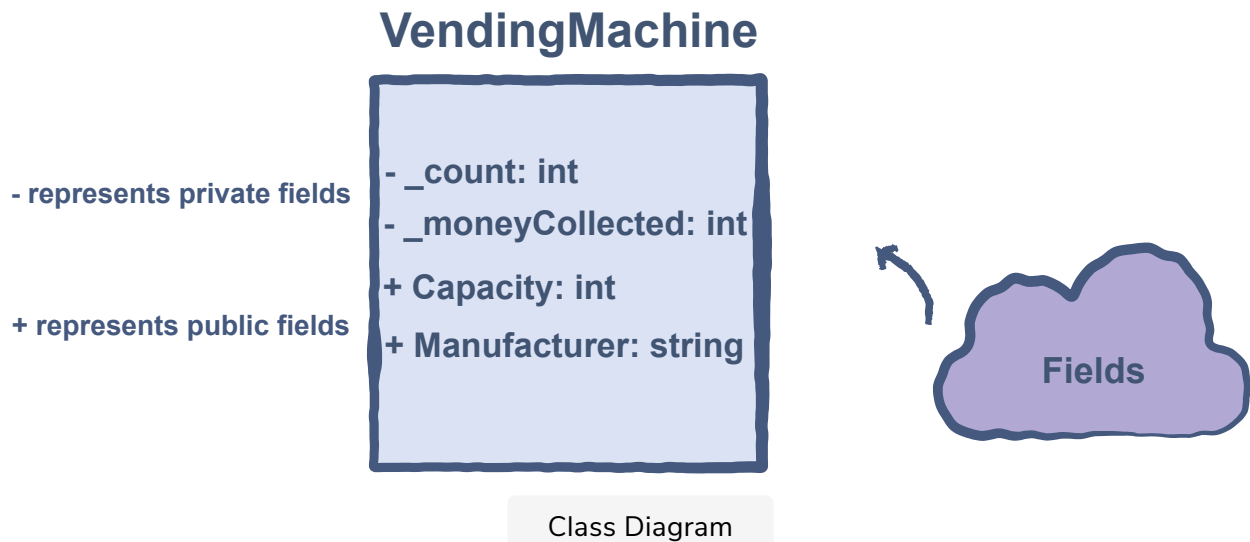 VendingMachine
- _count: int
- represents private fields
- _moneyCollected: int
+ Capacity: int
+ represents public fields
+ Manufacturer: string
Fields
Class Diagram